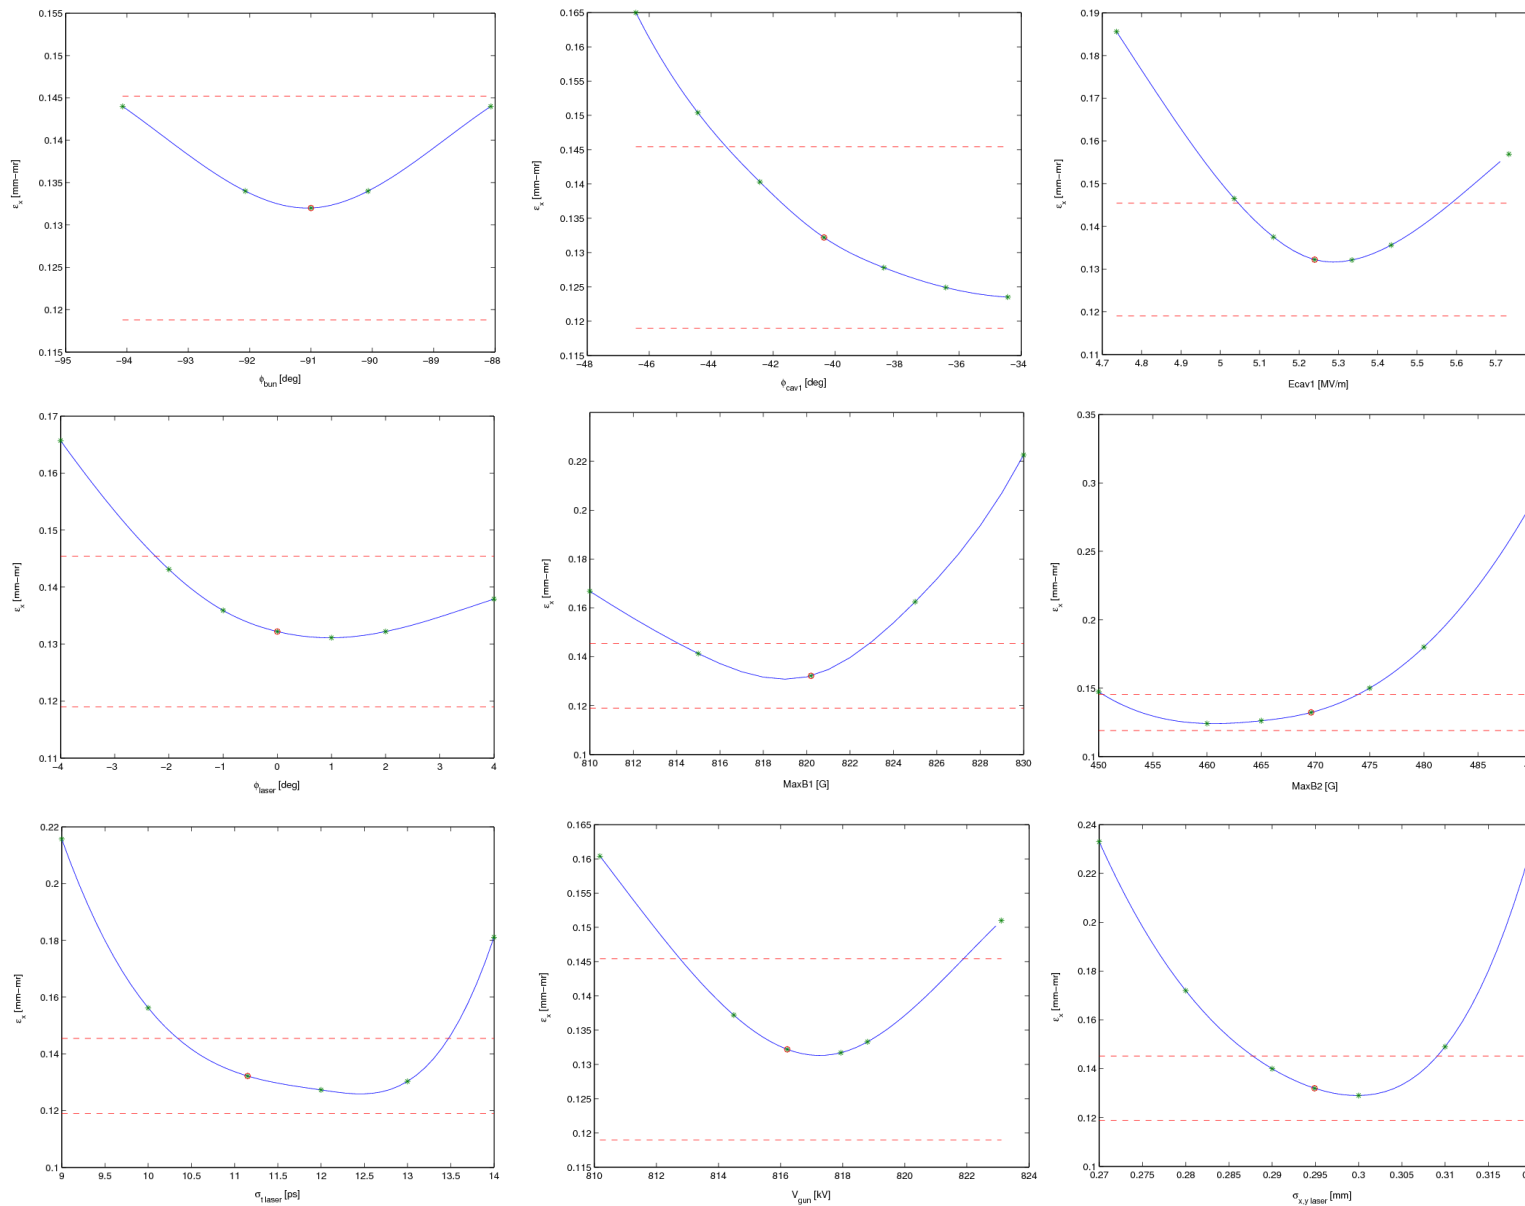 0.155
0.15
0.145
0.14
0.135
0.13
0.125
0.12
0.115
ε_x [mm−mr]
−95 −94 −93 −92 −91 −90 −89 −88
ϕ_bun [deg]
0.165
0.16
0.155
0.15
0.145
0.14
0.135
0.13
0.125
0.12
0.115
ε_x [mm−mr]
−48 −46 −44 −42 −40 −38 −36 −34
ϕ_cav1 [deg]
0.19
0.18
0.17
0.16
0.15
0.14
0.13
0.12
0.11
ε_x [mm−mr]
4.7 4.8 4.9 5 5.1 5.2 5.3 5.4 5.5 5.6 5.7
Ecav1 [MV/m]
0.17
0.16
0.15
0.14
0.13
0.12
0.11
ε_x [mm−mr]
−4 −3 −2 −1 0 1 2 3 4
ϕ_laser [deg]
0.22
0.2
0.18
0.16
0.14
0.12
0.1
ε_x [mm−mr]
810 812 814 816 818 820 822 824 826 828 830
MaxB1 [G]
0.35
0.3
0.25
0.2
0.15
0.1
ε_x [mm−mr]
450 455 460 465 470 475 480 485
MaxB2 [G]
0.22
0.2
0.18
0.16
0.14
0.12
0.1
ε_x [mm−mr]
9 9.5 10 10.5 11 11.5 12 12.5 13 13.5 14
σ_t laser [ps]
0.165
0.16
0.155
0.15
0.145
0.14
0.135
0.13
0.125
0.12
0.115
ε_x [mm−mr]
810 812 814 816 818 820 822 824
V_gun [kV]
0.24
0.22
0.2
0.18
0.16
0.14
0.12
0.1
ε_x [mm−mr]
0.27 0.275 0.28 0.285 0.29 0.295 0.3 0.305 0.31 0.315
σ_x,y laser [mm]